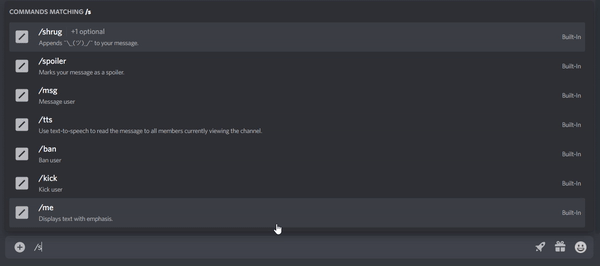 COMMANDS MATCHING /s
/shrug +1 optional
Appends ¯\_(ツ)_/¯ to your message.
Built-In
/spoiler
Marks your message as a spoiler.
Built-In
/msg
Message user
Built-In
/tts
Use text-to-speech to read the message to all members currently viewing the channel.
Built-In
/ban
Ban user
Built-In
/kick
Kick user
Built-In
/me
Displays text with emphasis.
Built-In
/s